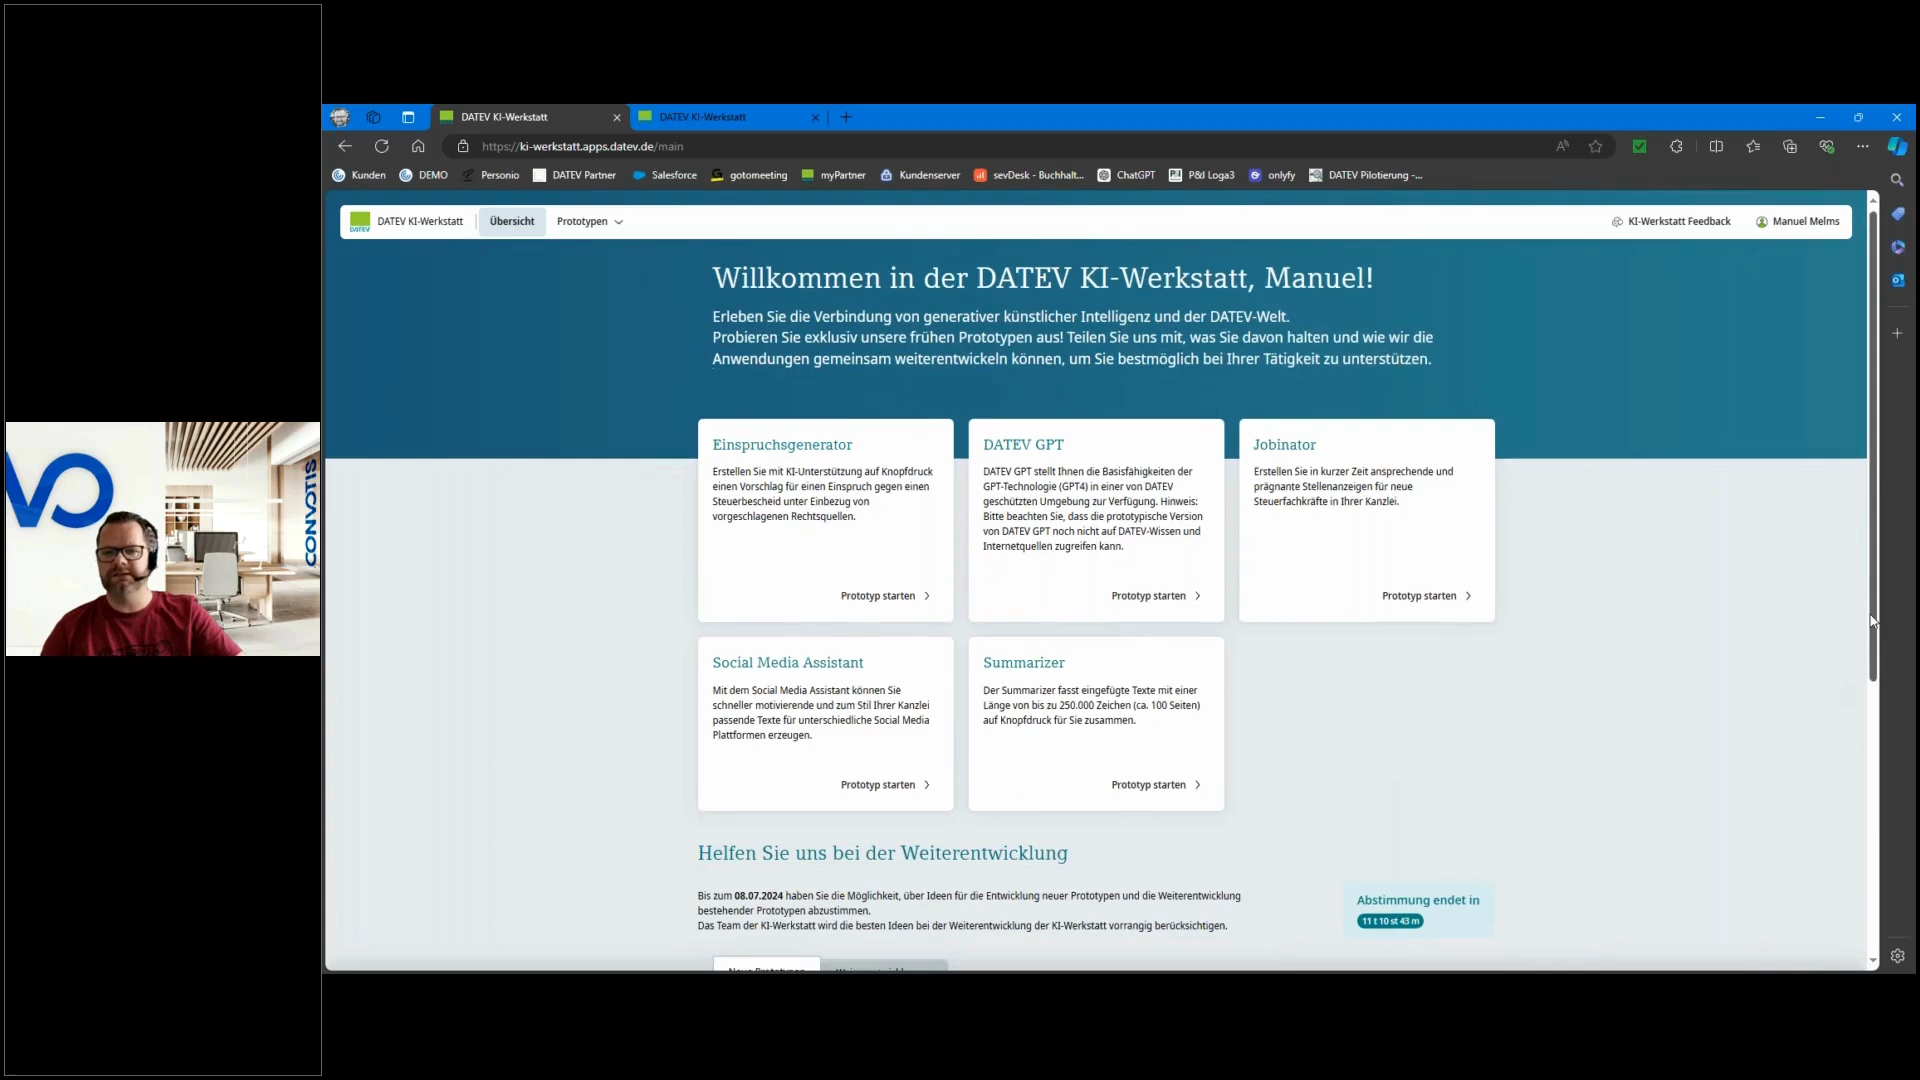 DATEV KI-Werkstatt
DATEV KI-Werkstatt
https://ki-werkstatt.apps.datev.de/main
Kunden
DEMO
Personio
DATEV Partner
Salesforce
gotomeeting
myPartner
Kundenserver
sevDesk - Buchhalt...
ChatGPT
P&I Loga3
onlyfy
DATEV Pilotierung -...
DATEV
DATEV KI-Werkstatt
Übersicht
Prototypen
KI-Werkstatt Feedback
Manuel Melms
Willkommen in der DATEV KI-Werkstatt, Manuel!
Erleben Sie die Verbindung von generativer künstlicher Intelligenz und der DATEV-Welt.
Probieren Sie exklusiv unsere frühen Prototypen aus! Teilen Sie uns mit, was Sie davon halten und wie wir die
Anwendungen gemeinsam weiterentwickeln können, um Sie bestmöglich bei Ihrer Tätigkeit zu unterstützen.
Einspruchsgenerator
Erstellen Sie mit KI-Unterstützung auf Knopfdruck
einen Vorschlag für einen Einspruch gegen einen
Steuerbescheid unter Einbezug von
vorgeschlagenen Rechtsquellen.
Prototyp starten
DATEV GPT
DATEV GPT stellt Ihnen die Basisfähigkeiten der
GPT-Technologie (GPT4) in einer von DATEV
geschützten Umgebung zur Verfügung. Hinweis:
Bitte beachten Sie, dass die prototypische Version
von DATEV GPT noch nicht auf DATEV-Wissen und
Internetquellen zugreifen kann.
Prototyp starten
Jobinator
Erstellen Sie in kurzer Zeit ansprechende und
prägnante Stellenanzeigen für neue
Steuerfachkräfte in Ihrer Kanzlei.
Prototyp starten
Social Media Assistant
Mit dem Social Media Assistant können Sie
schneller motivierende und zum Stil Ihrer Kanzlei
passende Texte für unterschiedliche Social Media
Plattformen erzeugen.
Prototyp starten
Summarizer
Der Summarizer fasst eingefügte Texte mit einer
Länge von bis zu 250.000 Zeichen (ca. 100 Seiten)
auf Knopfdruck für Sie zusammen.
Prototyp starten
Helfen Sie uns bei der Weiterentwicklung
Bis zum 08.07.2024 haben Sie die Möglichkeit, über Ideen für die Entwicklung neuer Prototypen und die Weiterentwicklung
bestehender Prototypen abzustimmen.
Das Team der KI-Werkstatt wird die besten Ideen bei der Weiterentwicklung der KI-Werkstatt vorrangig berücksichtigen.
Abstimmung endet in
11 t 10 st 43 m
Neue Prototypen
CONVOTIS